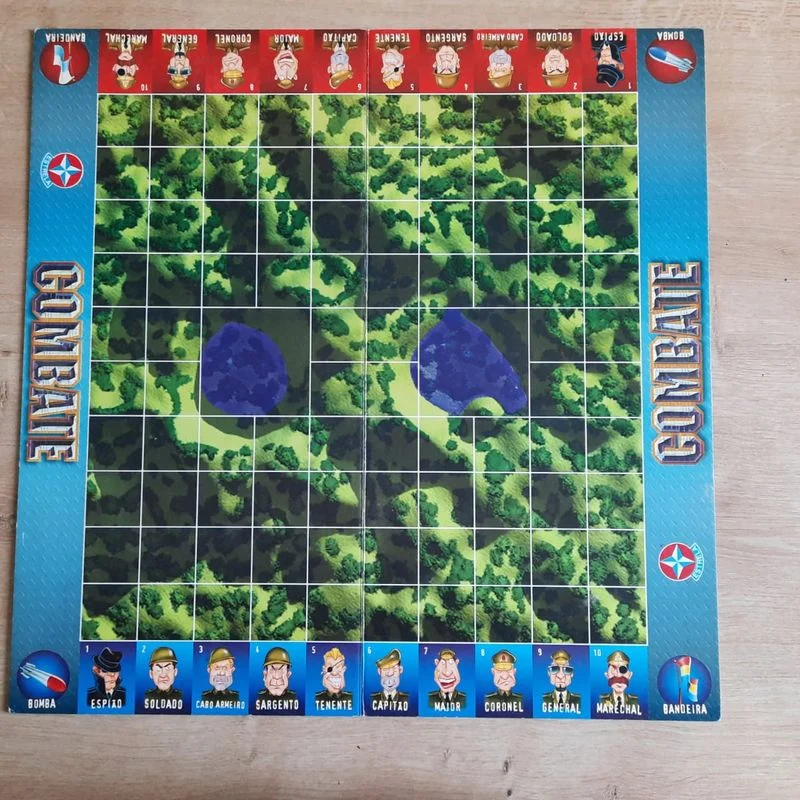 BANDEIRA
MARECHAL
10
GENERAL
9
CORONEL
8
MAJOR
7
CAPITÃO
6
TENENTE
5
SARGENTO
4
CABO ARMEIRO
3
SOLDADO
2
ESPIÃO
1
BOMBA
ESTRELA
COMBATE
COMBATE
ESTRELA
BOMBA
1
ESPIÃO
2
SOLDADO
3
CABO ARMEIRO
4
SARGENTO
5
TENENTE
6
CAPITÃO
7
MAJOR
8
CORONEL
9
GENERAL
10
MARECHAL
BANDEIRA